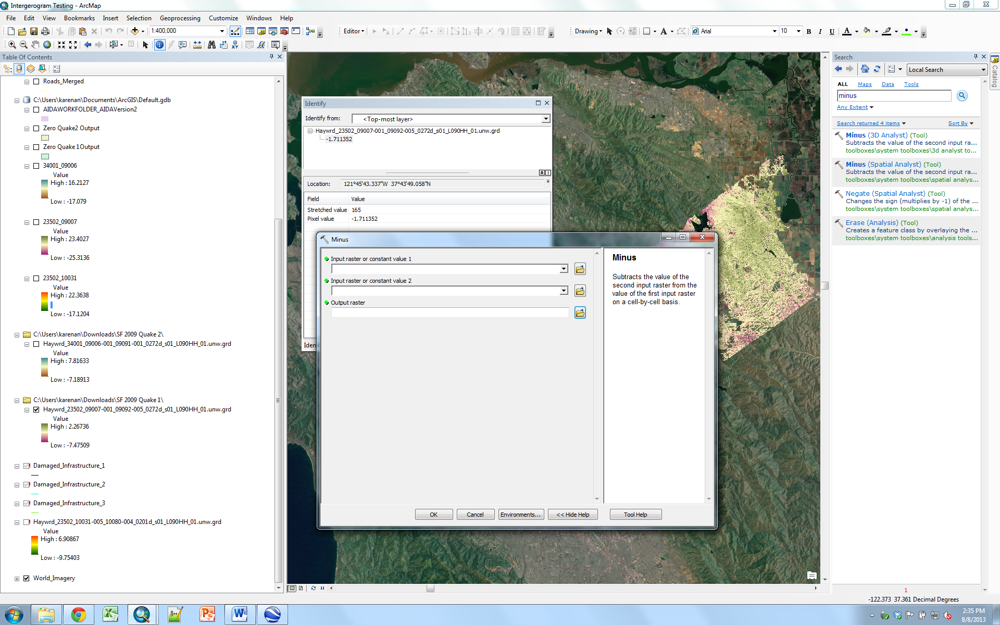 Intergerogram Testing - ArcMap
File Edit View Bookmarks Insert Selection Geoprocessing Customize Windows Help
1:400,000 Editor Drawing Arial 10 B I U A
Table Of Contents
Roads_Merged
C:\Users\karenan\Documents\ArcGIS\Default.gdb
AIDAWORKFOLDER_AIDAVersion2
Zero Quake2 Output
Zero Quake1Output
34001_09006
Value
High : 16.2127
Low : -17.079
23502_09007
Value
High : 23.4027
Low : -25.3136
23502_10031
Value
High : 22.3638
Low : -17.1204
C:\Users\karenan\Downloads\SF 2009 Quake 2\
Haywrd_34001_09006-001_09091-001_0272d_s01_L090HH_01.unw.grd
Value
High : 7.81633
Low : -7.18913
C:\Users\karenan\Downloads\SF 2009 Quake 1\
Haywrd_23502_09007-001_09092-005_0272d_s01_L090HH_01.unw.grd
Value
High : 2.26736
Low : -7.47509
Damaged_Infrastructure_1
Damaged_Infrastructure_2
Damaged_Infrastructure_3
Haywrd_23502_10031-005_10080-004_0201d_s01_L090HH_01.unw.grd
Value
High : 6.90867
Low : -9.75403
World_Imagery
Identify
Identify from: <Top-most layer>
Haywrd_23502_09007-001_09092-005_0272d_s01_L090HH_01.unw.grd
-1.711352
Location: 121°45'43.337"W 37°43'49.058"N
Field Value
Stretched value 165
Pixel value -1.711352
Iden
Minus
Input raster or constant value 1
Input raster or constant value 2
Output raster
Minus
Subtracts the value of the
second input raster from the
value of the first input raster
on a cell-by-cell basis.
OK Cancel Environments... << Hide Help Tool Help
Search
Local Search
ALL Maps Data Tools
minus
Any Extent
Search returned 4 items Sort By
Minus (3D Analyst) (Tool)
Subtracts the value of the second input ra...
toolboxes\system toolboxes\3d analyst to...
Minus (Spatial Analyst) (Tool)
Subtracts the value of the second input ra...
toolboxes\system toolboxes\spatial analys...
Negate (Spatial Analyst) (Tool)
Changes the sign (multiplies by -1) of the ...
toolboxes\system toolboxes\spatial analys...
Erase (Analysis) (Tool)
Creates a feature class by overlaying the ...
toolboxes\system toolboxes\analysis tools...
1
Catalog
-122.373 37.361 Decimal Degrees
2:35 PM
8/8/2013